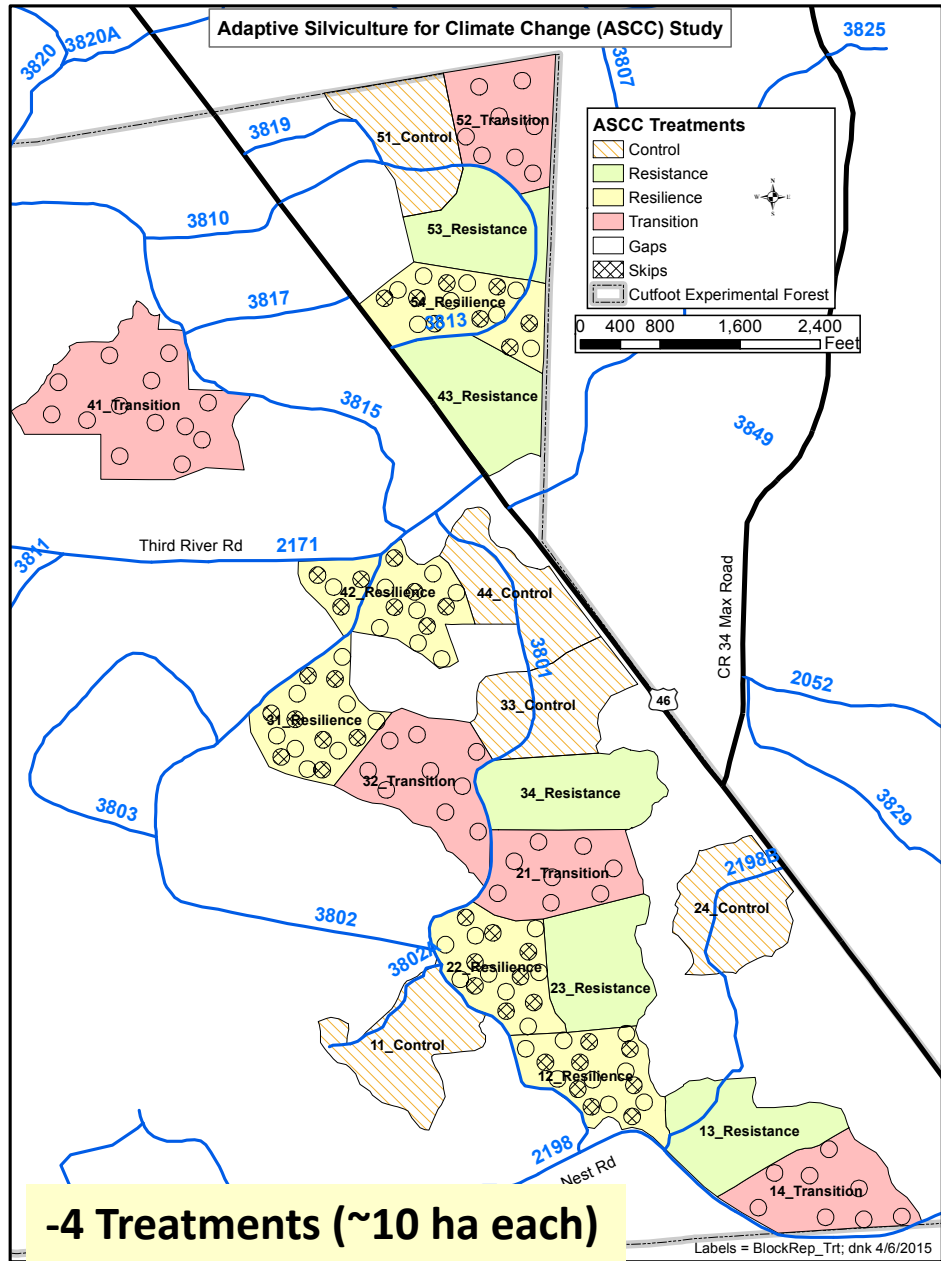 Adaptive Silviculture for Climate Change (ASCC) Study
3820
3820A
3807
3825
3819
51_Control
52_Transition
ASCC Treatments
Control
Resistance
Resilience
Transition
Gaps
Skips
Cutfoot Experimental Forest
N
W
E
S
0 400 800 1,600 2,400
Feet
3810
53_Resistance
3817
54_Resilience
3813
41_Transition
43_Resistance
3815
3849
Third River Rd
2171
3811
42_Resilience
44_Control
CR 34 Max Road
3801
33_Control
46
2052
31_Resilience
32_Transition
34_Resistance
3803
3829
21_Transition
2198B
24_Control
3802
3802A
22_Resilience
23_Resistance
11_Control
12_Resilience
13_Resistance
2198
Nest Rd
14_Transition
-4 Treatments (~10 ha each)
Labels = BlockRep_Trt; dnk 4/6/2015